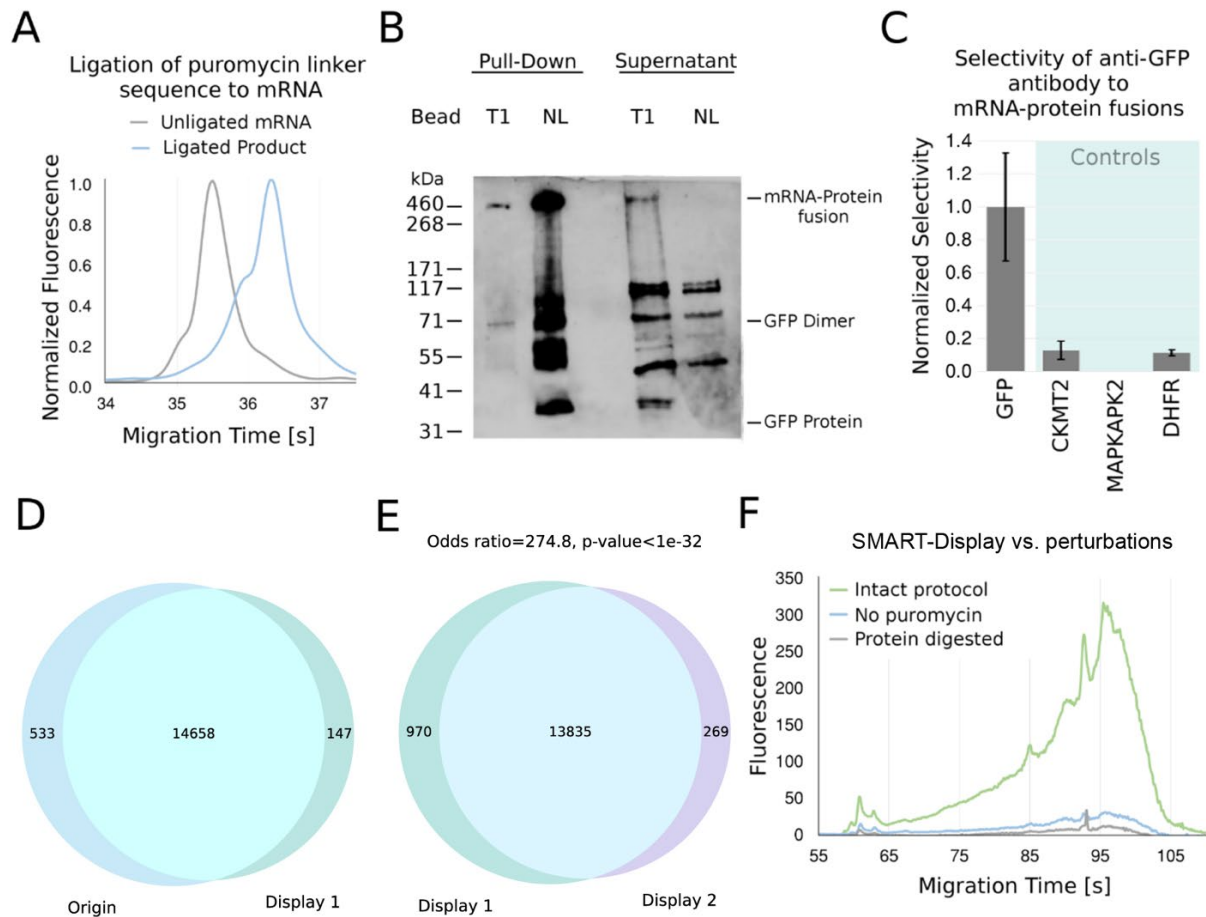 A
Ligation of puromycin linker
sequence to mRNA
Unligated mRNA
Ligated Product
Normalized Fluorescence
1.0
0.8
0.6
0.4
0.2
0.0
34 35 36 37
Migration Time [s]
B
Pull-Down Supernatant
Bead T1 NL T1 NL
kDa
460
268
171
117
71
55
41
31
mRNA-Protein
fusion
GFP Dimer
GFP Protein
C
Selectivity of anti-GFP
antibody to
mRNA-protein fusions
Controls
Normalized Selectivity
1.4
1.2
1.0
0.8
0.6
0.4
0.2
0.0
GFP
CKMT2
MAPKAPK2
DHFR
D
533 14658 147
Origin Display 1
E
Odds ratio=274.8, p-value<1e-32
970 13835 269
Display 1 Display 2
F
SMART-Display vs. perturbations
Intact protocol
No puromycin
Protein digested
Fluorescence
350
300
250
200
150
100
50
0
55 65 75 85 95 105
Migration Time [s]